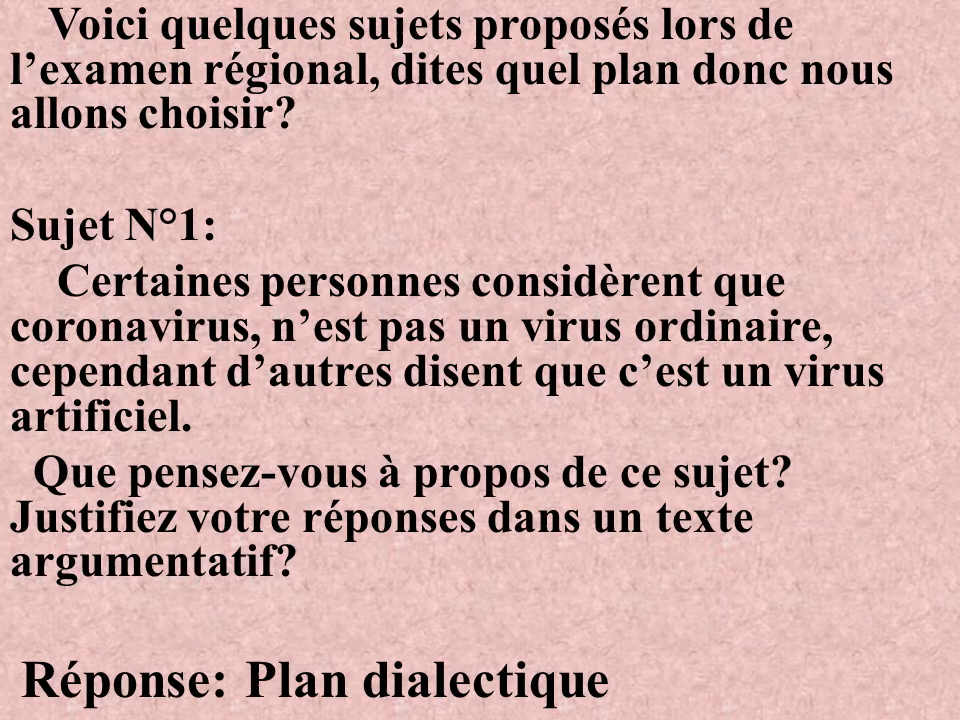 Voici quelques sujets proposés lors de
l’examen régional, dites quel plan donc nous
allons choisir?
Sujet N°1:
Certaines personnes considèrent que
coronavirus, n’est pas un virus ordinaire,
cependant d’autres disent que c’est un virus
artificiel.
Que pensez-vous à propos de ce sujet?
Justifiez votre réponses dans un texte
argumentatif?
Réponse: Plan dialectique